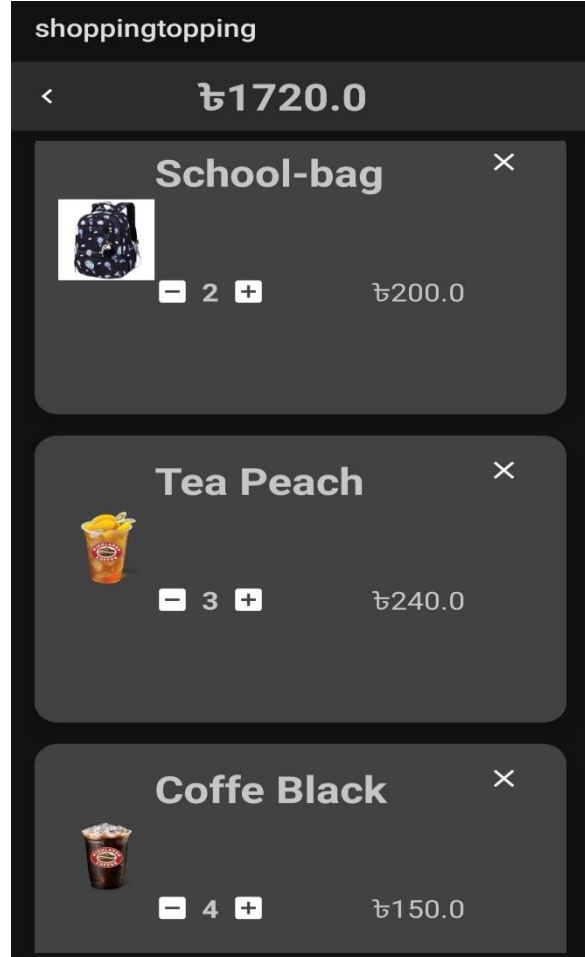 shoppingtopping
৳1720.0
School-bag
2
৳200.0
Tea Peach
3
৳240.0
Coffe Black
4
৳150.0